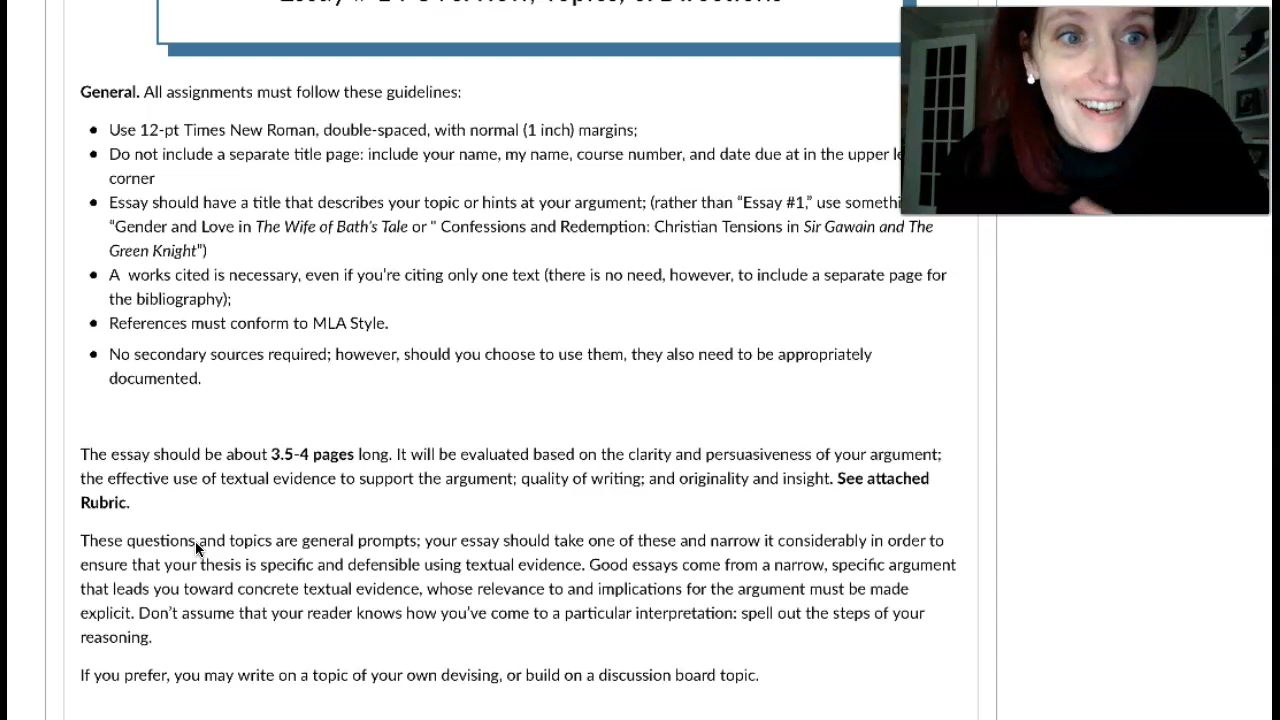 General. All assignments must follow these guidelines:
Use 12-pt Times New Roman, double-spaced, with normal (1 inch) margins;
Do not include a separate title page: include your name, my name, course number, and date due at in the upper
corner
Essay should have a title that describes your topic or hints at your argument; (rather than “Essay #1,” use
“Gender and Love in The Wife of Bath's Tale or " Confessions and Redemption: Christian Tensions in Sir Gawain and The
Green Knight”)
A works cited is necessary, even if you're citing only one text (there is no need, however, to include a separate page for
the bibliography);
References must conform to MLA Style.
No secondary sources required; however, should you choose to use them, they also need to be appropriately
documented.
The essay should be about 3.5-4 pages long. It will be evaluated based on the clarity and persuasiveness of your argument;
the effective use of textual evidence to support the argument; quality of writing; and originality and insight. See attached
Rubric.
These questions and topics are general prompts; your essay should take one of these and narrow it considerably in order to
ensure that your thesis is specific and defensible using textual evidence. Good essays come from a narrow, specific argument
that leads you toward concrete textual evidence, whose relevance to and implications for the argument must be made
explicit. Don’t assume that your reader knows how you’ve come to a particular interpretation: spell out the steps of your
reasoning.
If you prefer, you may write on a topic of your own devising, or build on a discussion board topic.